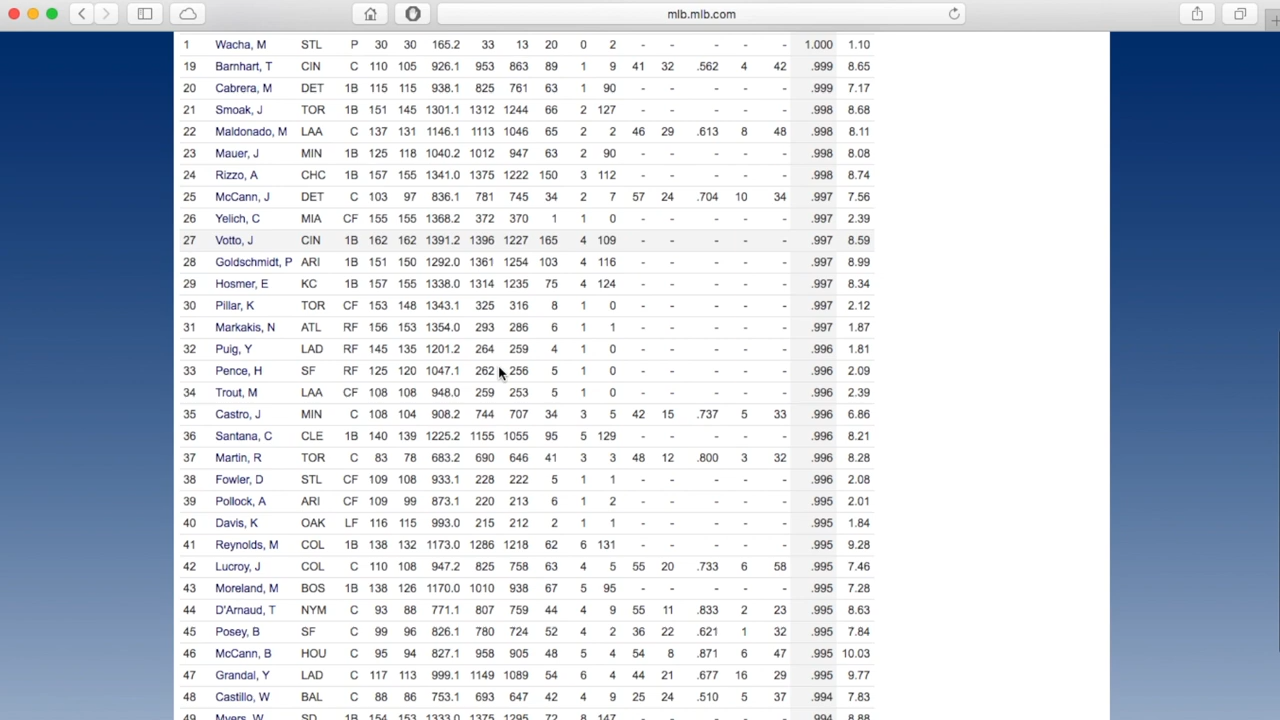 mlb.mlb.com
1 Wacha, M STL P 30 30 165.2 33 13 20 0 2 - - - - - 1.000 1.10
19 Barnhart, T CIN C 110 105 926.1 953 863 89 1 9 41 32 .562 4 42 .999 8.65
20 Cabrera, M DET 1B 115 115 938.1 825 761 63 1 90 - - - - - .999 7.17
21 Smoak, J TOR 1B 151 145 1301.1 1312 1244 66 2 127 - - - - - .998 8.68
22 Maldonado, M LAA C 137 131 1146.1 1113 1046 65 2 2 46 29 .613 8 48 .998 8.11
23 Mauer, J MIN 1B 125 118 1040.2 1012 947 63 2 90 - - - - - .998 8.08
24 Rizzo, A CHC 1B 157 155 1341.0 1375 1222 150 3 112 - - - - - .998 8.74
25 McCann, J DET C 103 97 836.1 781 745 34 2 7 57 24 .704 10 34 .997 7.56
26 Yelich, C MIA CF 155 155 1368.2 372 370 1 1 0 - - - - - .997 2.39
27 Votto, J CIN 1B 162 162 1391.2 1396 1227 165 4 109 - - - - - .997 8.59
28 Goldschmidt, P ARI 1B 151 150 1292.0 1361 1254 103 4 116 - - - - - .997 8.99
29 Hosmer, E KC 1B 157 155 1338.0 1314 1235 75 4 124 - - - - - .997 8.34
30 Pillar, K TOR CF 153 148 1343.1 325 316 8 1 0 - - - - - .997 2.12
31 Markakis, N ATL RF 156 153 1354.0 293 286 6 1 1 - - - - - .997 1.87
32 Puig, Y LAD RF 145 135 1201.2 264 259 4 1 0 - - - - - .996 1.81
33 Pence, H SF RF 125 120 1047.1 262 256 5 1 0 - - - - - .996 2.09
34 Trout, M LAA CF 108 108 948.0 259 253 5 1 0 - - - - - .996 2.39
35 Castro, J MIN C 108 104 908.2 744 707 34 3 5 42 15 .737 5 33 .996 6.86
36 Santana, C CLE 1B 140 139 1225.2 1155 1055 95 5 129 - - - - - .996 8.21
37 Martin, R TOR C 83 78 683.2 690 646 41 3 3 48 12 .800 3 32 .996 8.28
38 Fowler, D STL CF 109 108 933.1 228 222 5 1 1 - - - - - .996 2.08
39 Pollock, A ARI CF 109 99 873.1 220 213 6 1 2 - - - - - .995 2.01
40 Davis, K OAK LF 116 115 993.0 215 212 2 1 1 - - - - - .995 1.84
41 Reynolds, M COL 1B 138 132 1173.0 1286 1218 62 6 131 - - - - - .995 9.28
42 Lucroy, J COL C 110 108 947.2 825 758 63 4 5 55 20 .733 6 58 .995 7.46
43 Moreland, M BOS 1B 138 126 1170.0 1010 938 67 5 95 - - - - - .995 7.28
44 D'Arnaud, T NYM C 93 88 771.1 807 759 44 4 9 55 11 .833 2 23 .995 8.63
45 Posey, B SF C 99 96 826.1 780 724 52 4 2 36 22 .621 1 32 .995 7.84
46 McCann, B HOU C 95 94 827.1 958 905 48 5 4 54 8 .871 6 47 .995 10.03
47 Grandal, Y LAD C 117 113 999.1 1149 1089 54 6 4 44 21 .677 16 29 .995 9.77
48 Castillo, W BAL C 88 86 753.1 693 647 42 4 9 25 24 .510 5 37 .994 7.83
49 Myers, W SD 1B 154 153 1333.0 1375 1295 72 8 147 - - - - - .994 8.88